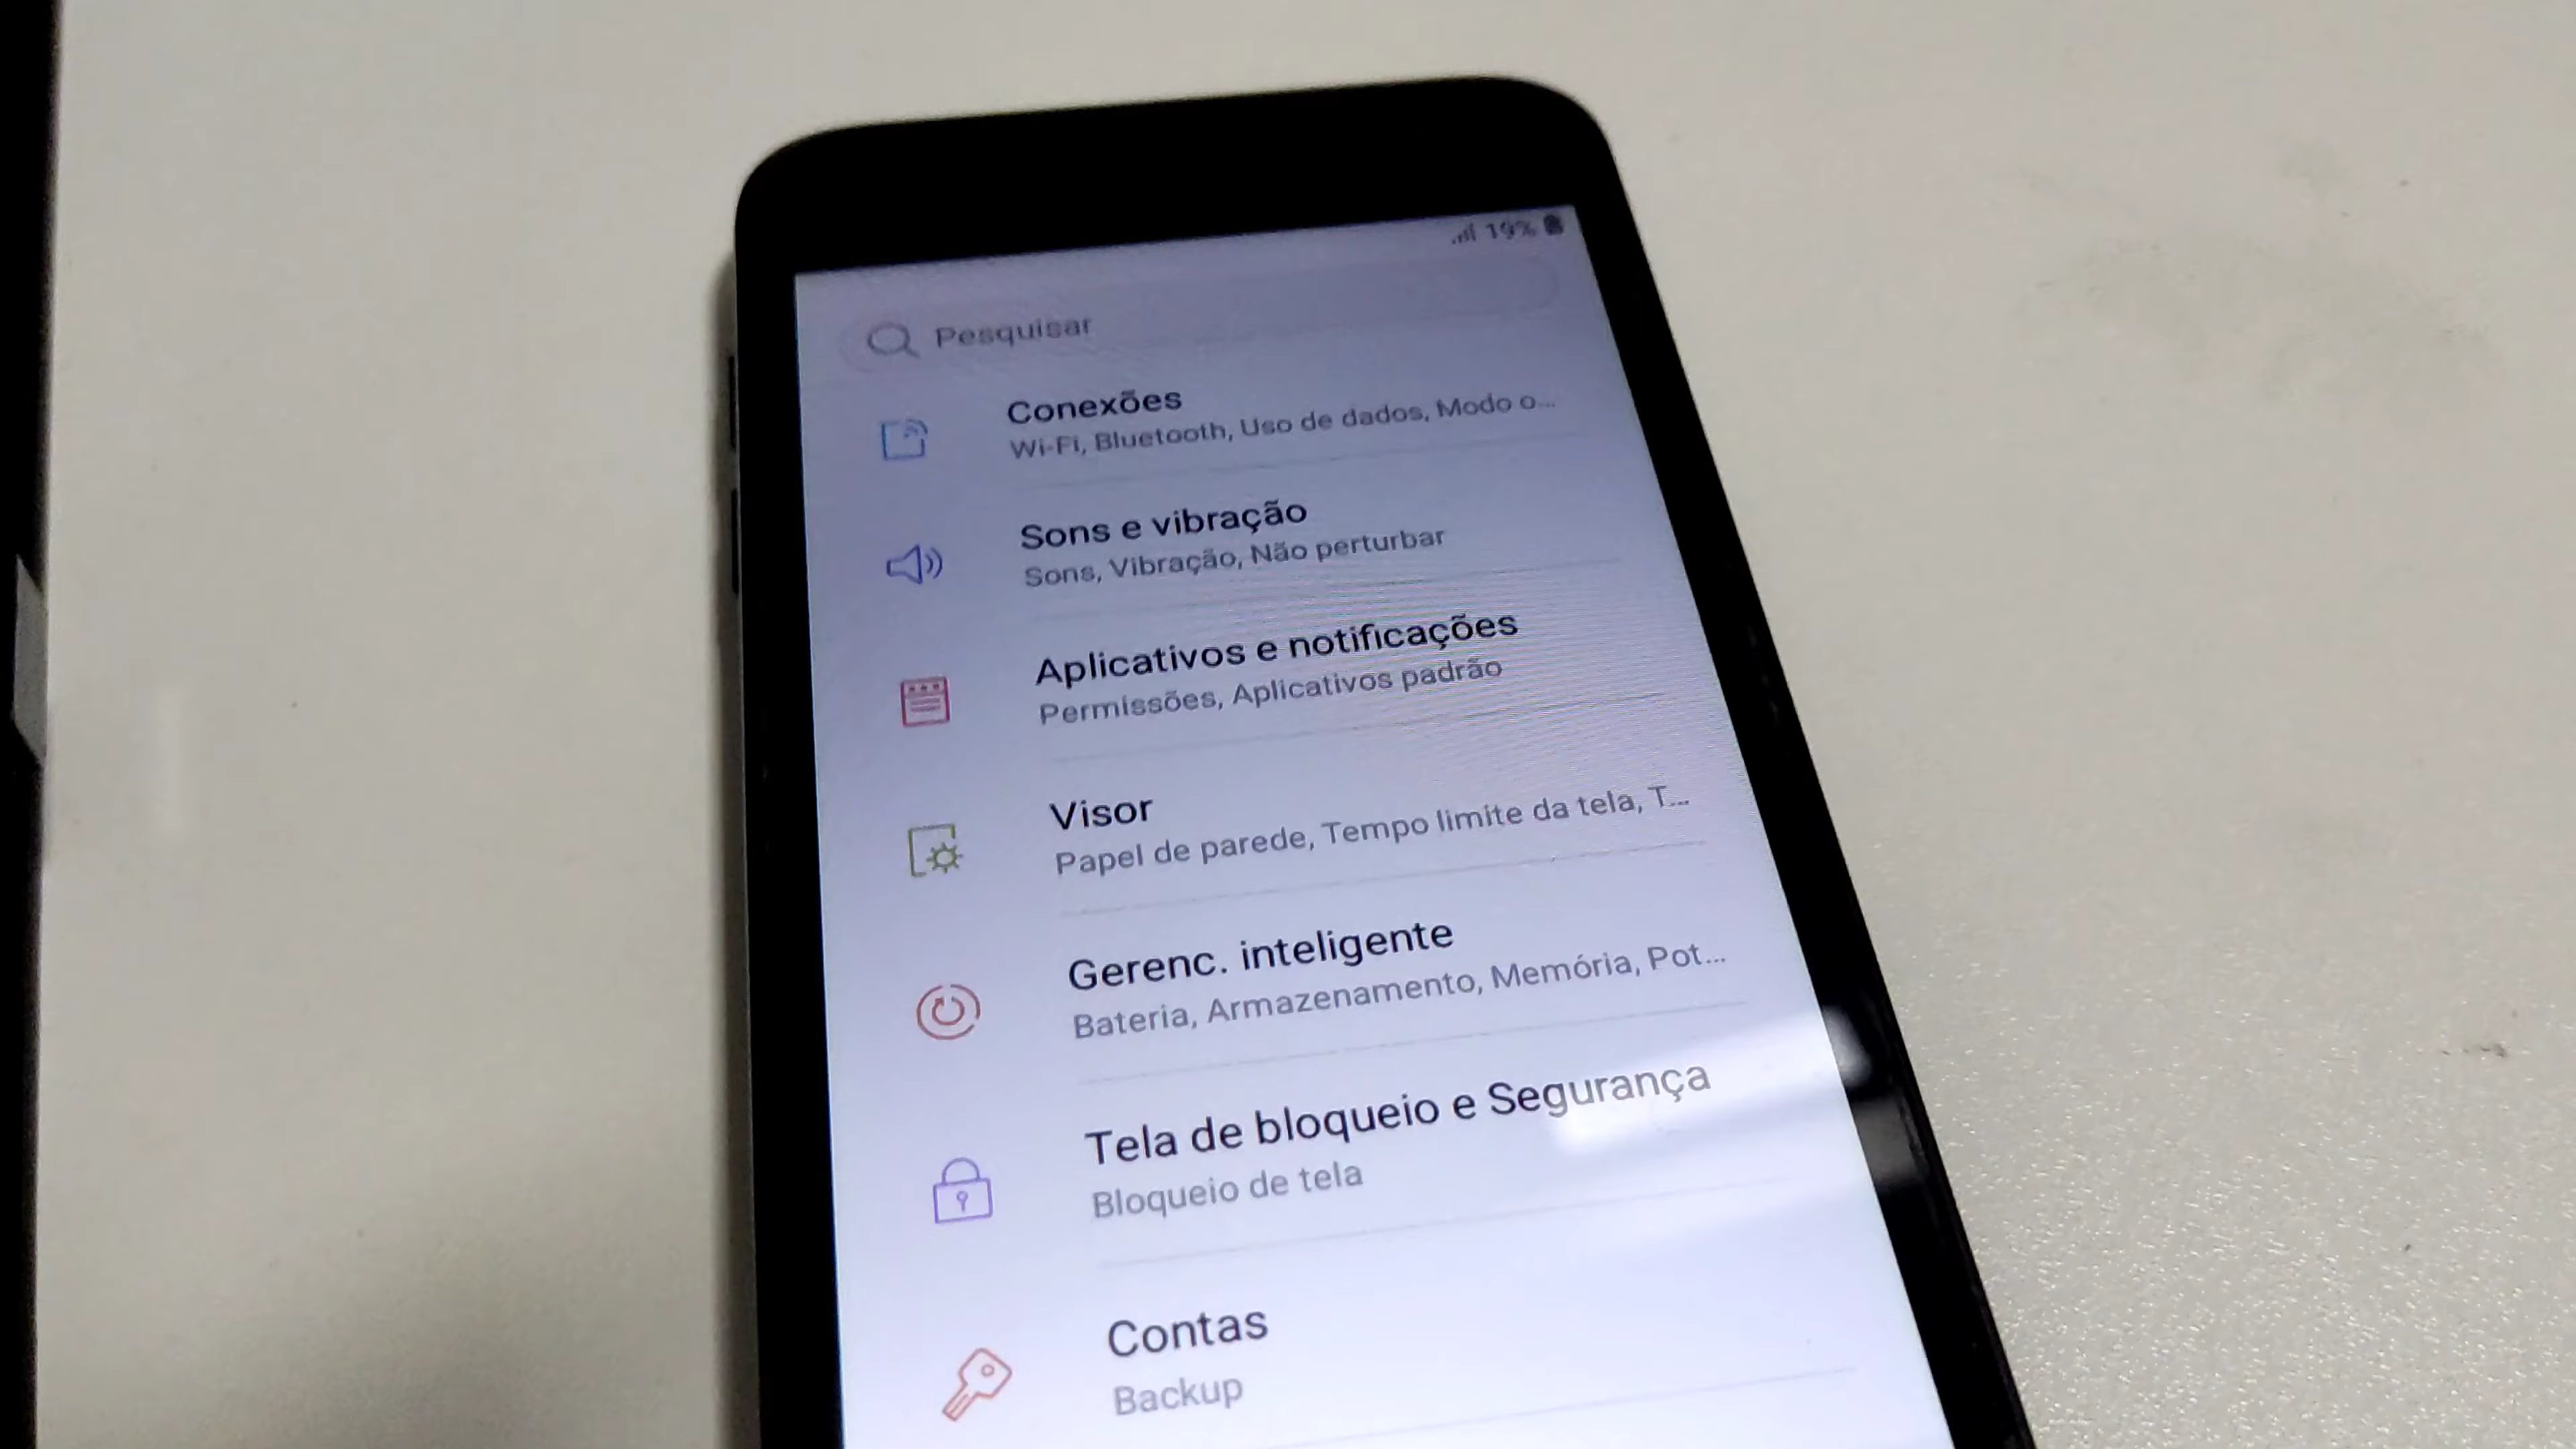 19%
Pesquisar
Conexões
Wi-Fi, Bluetooth, Uso de dados, Modo o...
Sons e vibração
Sons, Vibração, Não perturbar
Aplicativos e notificações
Permissões, Aplicativos padrão
Visor
Papel de parede, Tempo limite da tela, T...
Gerenc. inteligente
Bateria, Armazenamento, Memória, Pot...
Tela de bloqueio e Segurança
Bloqueio de tela
Contas
Backup